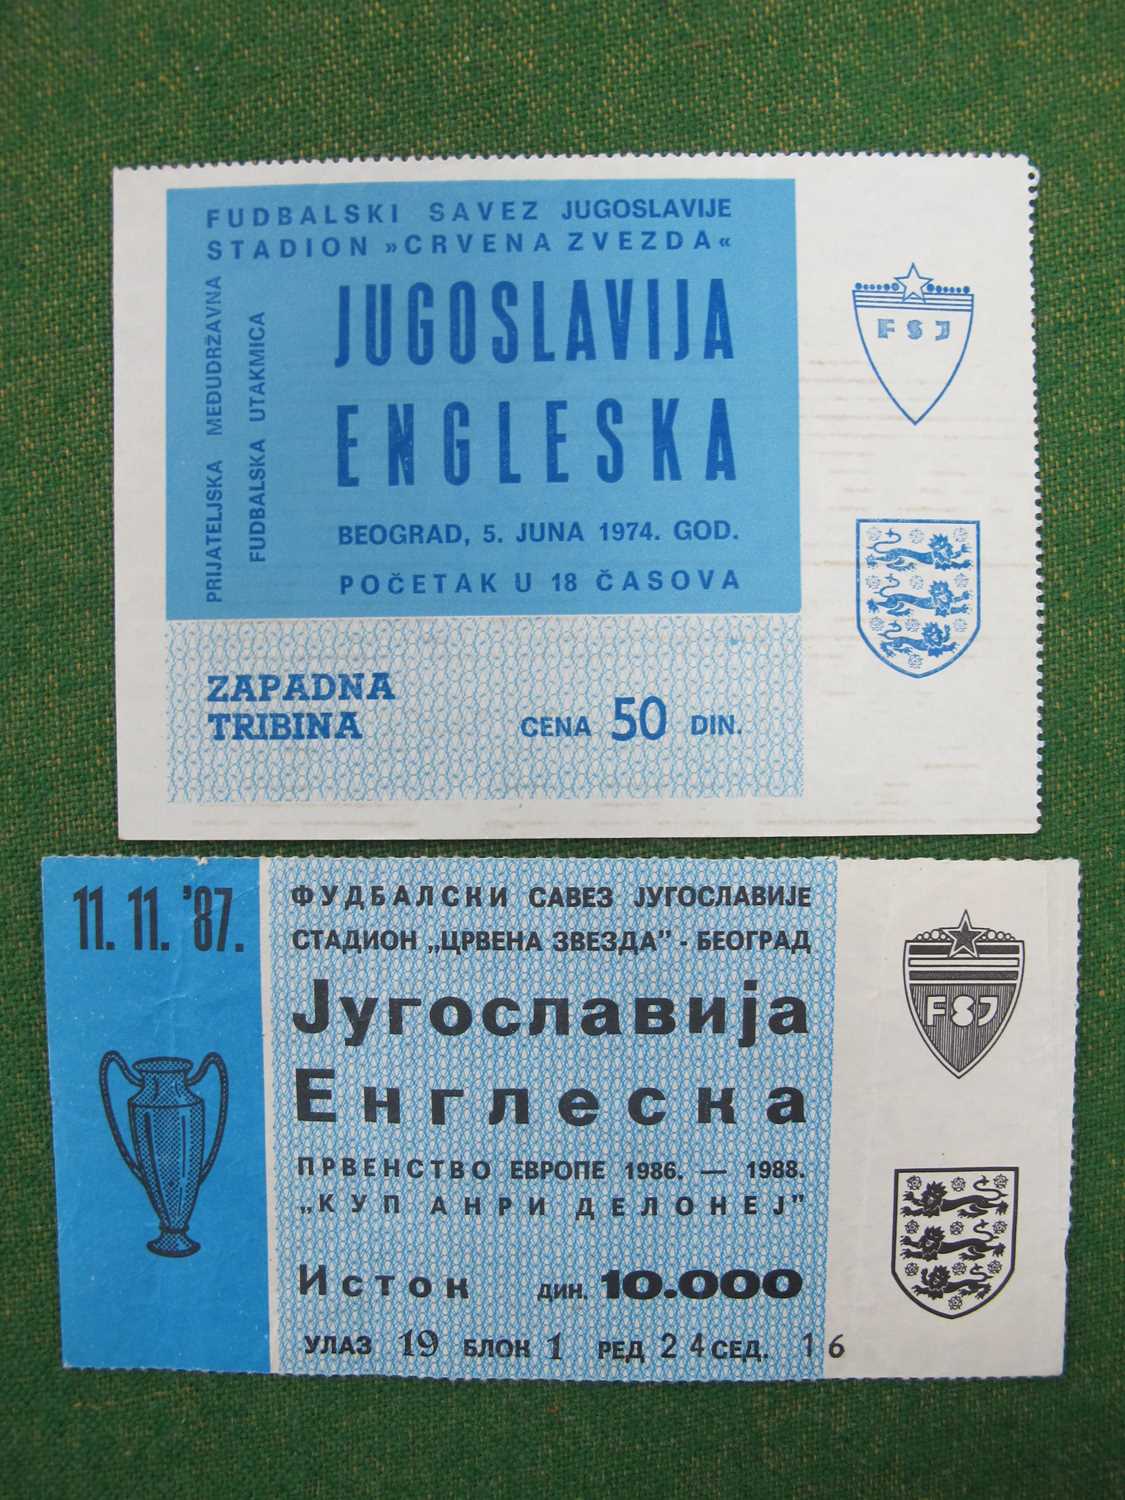 FUDBALSKI SAVEZ JUGOSLAVIJE
STADION »CRVENA ZVEZDA«
PRIJATELJSKA MEĐUDRŽAVNA
FUDBALSKA UTAKMICA
JUGOSLAVIJA
ENGLESKA
BEOGRAD, 5. JUNA 1974. GOD.
POČETAK U 18 ČASOVA
ZAPADNA
TRIBINA
CENA 50 DIN.
FSJ
11. 11. '87.
ФУДБАЛСКИ САВЕЗ ЈУГОСЛАВИЈЕ
СТАДИОН „ЦРВЕНА ЗВЕЗДА” - БЕОГРАД
Југославија
Енглеска
ПРВЕНСТВО ЕВРОПЕ 1986. — 1988.
„КУП АНРИ ДЕЛОНЕЈ”
Исток ДИН. 10.000
УЛАЗ 19 БЛОК 1 РЕД 24 СЕД. 16
FSJ